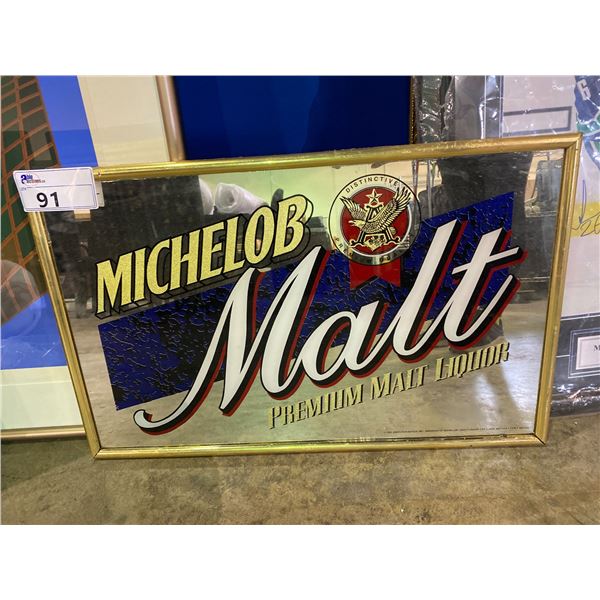 91
MICHELOB
DISTINCTIVE
Malt
PREMIUM MALT LIQUOR